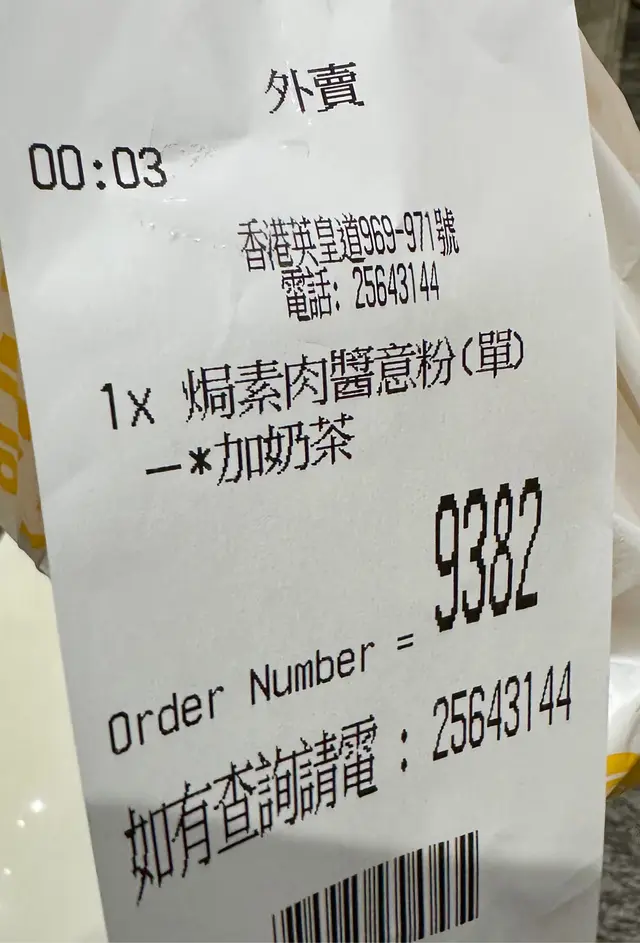 外賣
00:03
香港英皇道969-971號
電話: 25643144
1x 焗素肉醬意粉(單)
–*加奶茶
9382
Order Number =
如有查詢請電 : 25643144